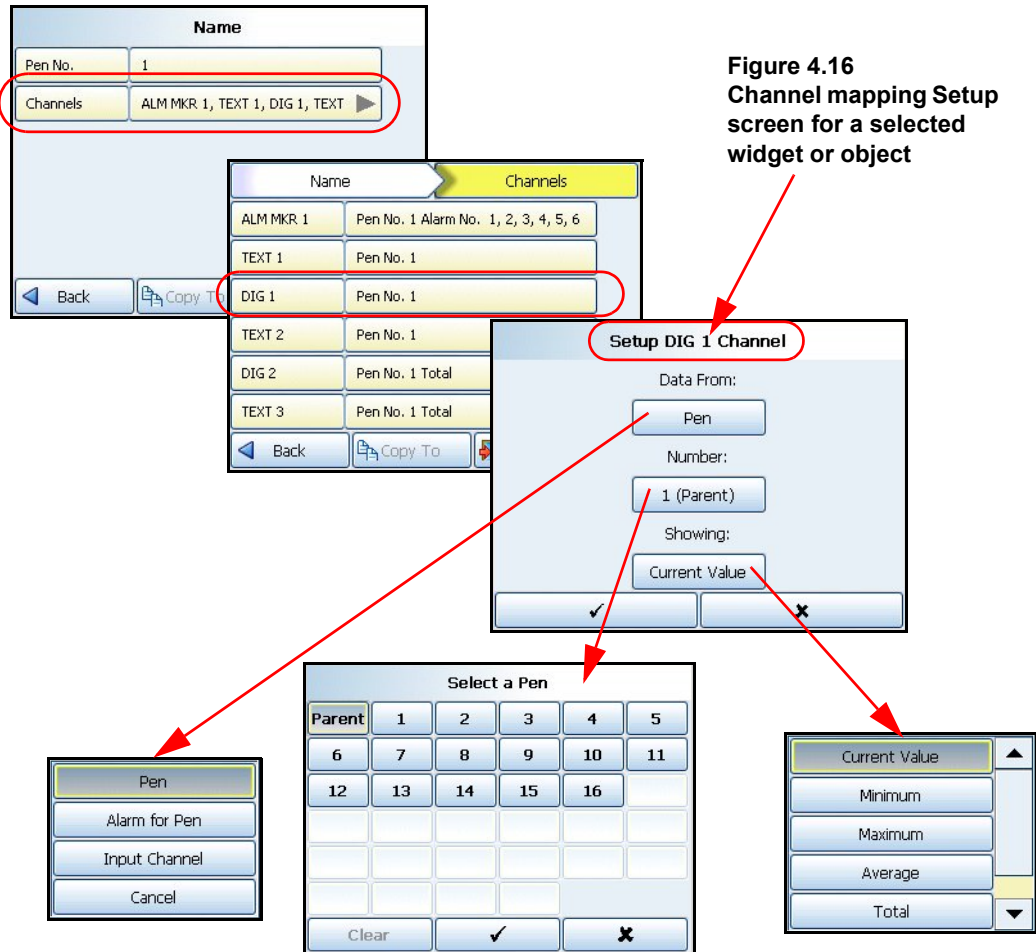 Name
Pen No. 1
Channels ALM MKR 1, TEXT 1, DIG 1, TEXT
Back Copy To
Figure 4.16
Channel mapping Setup
screen for a selected
widget or object
Name Channels
ALM MKR 1 Pen No. 1 Alarm No. 1, 2, 3, 4, 5, 6
TEXT 1 Pen No. 1
DIG 1 Pen No. 1
TEXT 2 Pen No. 1
DIG 2 Pen No. 1 Total
TEXT 3 Pen No. 1 Total
Back Copy To
Setup DIG 1 Channel
Data From:
Pen
Number:
1 (Parent)
Showing:
Current Value
Select a Pen
Parent 1 2 3 4 5
6 7 8 9 10 11
12 13 14 15 16
Clear
Pen
Alarm for Pen
Input Channel
Cancel
Current Value
Minimum
Maximum
Average
Total